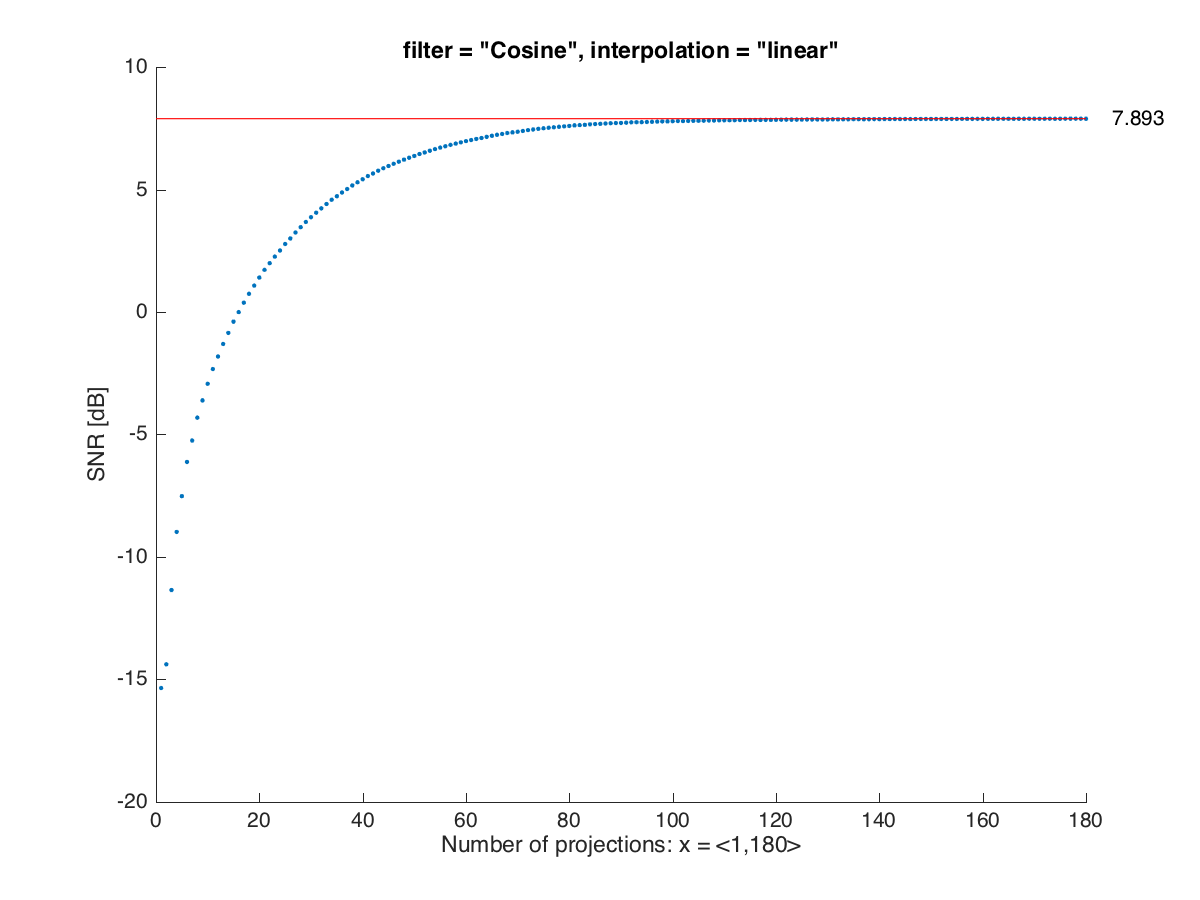 filter = "Cosine", interpolation = "linear"
10
7.893
5
0
-5
-10
-15
-20
SNR [dB]
0 20 40 60 80 100 120 140 160 180
Number of projections: x = <1,180>